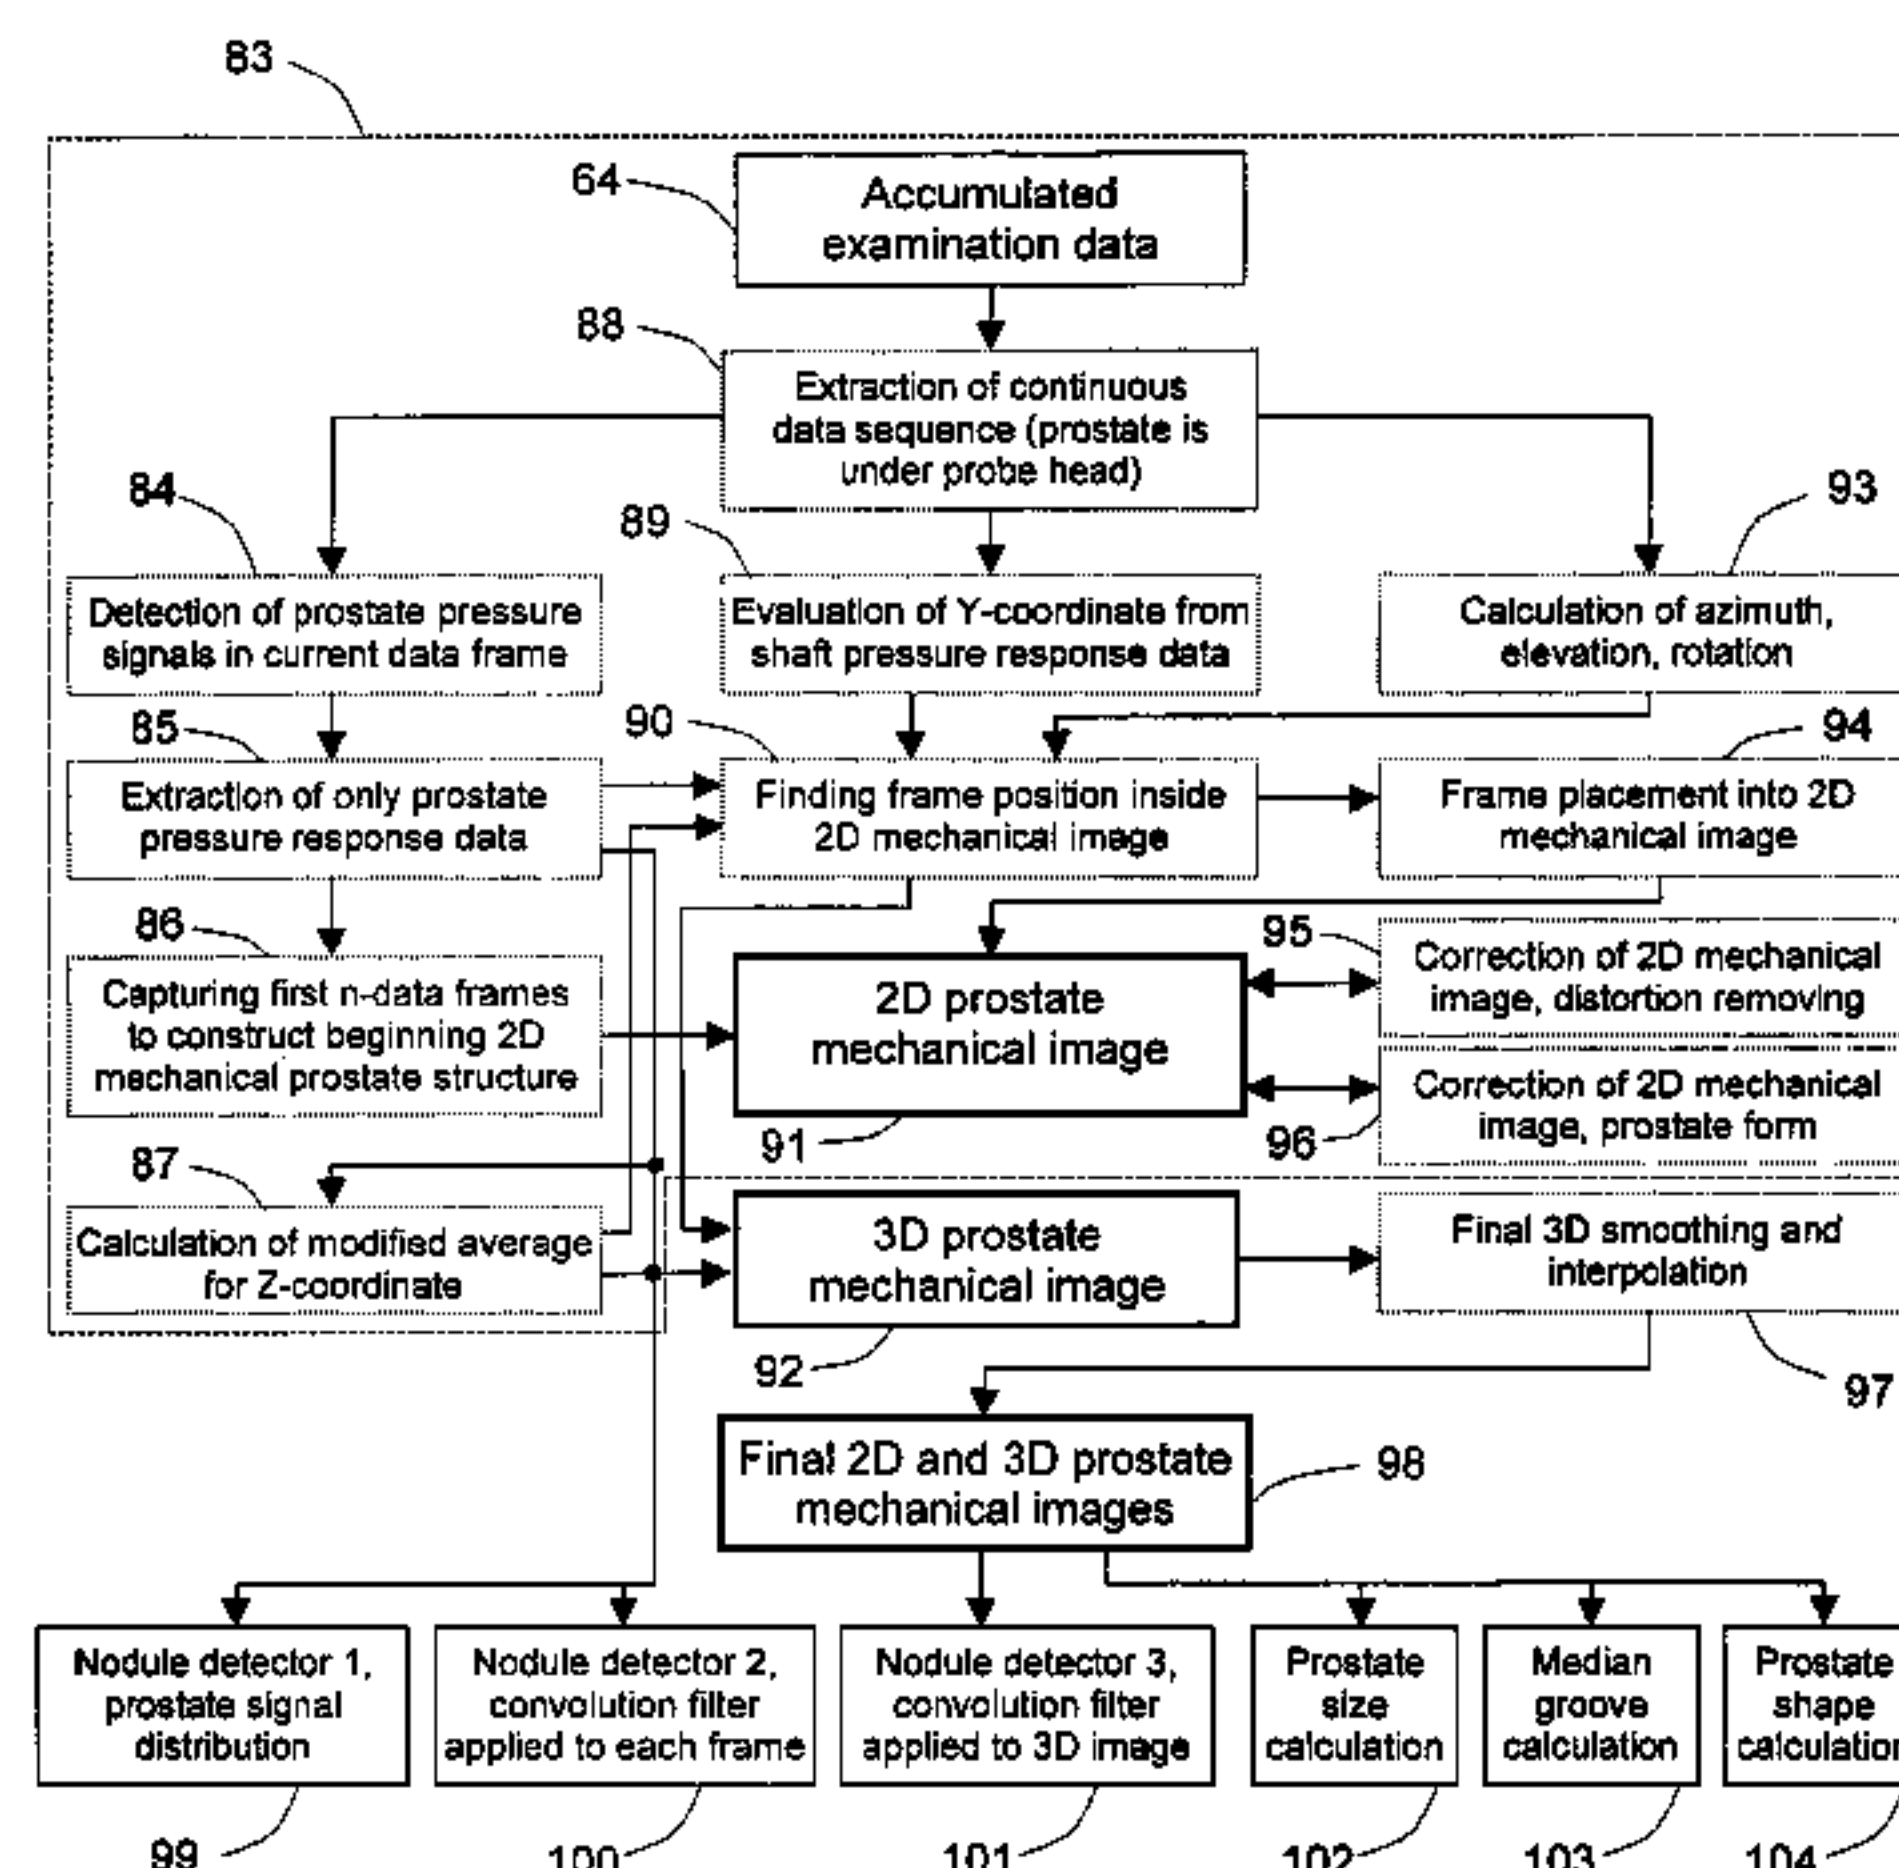 83
64
Accumulated
examination data
88
Extraction of continuous
data sequence (prostate is
under probe head)
84
89
93
Detection of prostate pressure
signals in current data frame
Evaluation of Y-coordinate from
shaft pressure response data
Calculation of azimuth,
elevation, rotation
85
90
94
Extraction of only prostate
pressure response data
Finding frame position inside
2D mechanical image
Frame placement into 2D
mechanical image
86
95
Capturing first n-data frames
to construct beginning 2D
mechanical prostate structure
2D prostate
mechanical image
Correction of 2D mechanical
image, distortion removing
Correction of 2D mechanical
image, prostate form
91
96
87
Calculation of modified average
for Z-coordinate
3D prostate
mechanical image
Final 3D smoothing and
interpolation
92
97
Final 2D and 3D prostate
mechanical images
98
Nodule detector 1,
prostate signal
distribution
Nodule detector 2,
convolution filter
applied to each frame
Nodule detector 3,
convolution filter
applied to 3D image
Prostate
size
calculation
Median
groove
calculation
Prostate
shape
calculation
99
100
101
102
103
104